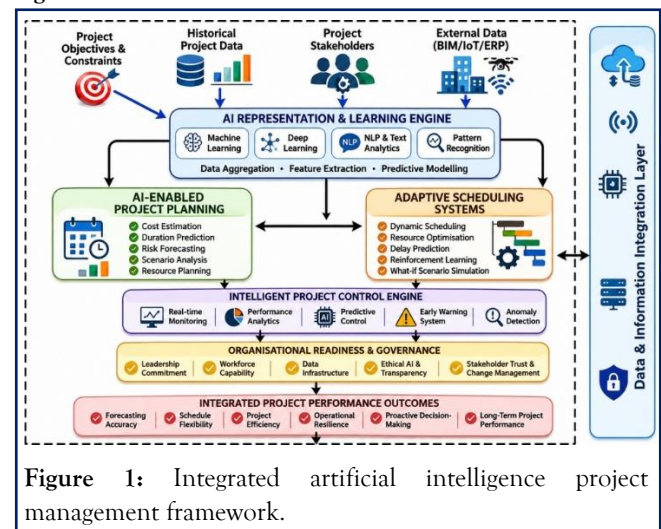 Project
Objectives &
Constraints
Historical
Project Data
Project
Stakeholders
External Data
(BIM/IoT/ERP)
AI REPRESENTATION & LEARNING ENGINE
Machine
Learning
Deep
Learning
NLP
NLP & Text
Analytics
Pattern
Recognition
Data Aggregation • Feature Extraction • Predictive Modelling
AI-ENABLED
PROJECT PLANNING
Cost Estimation
Duration Prediction
Risk Forecasting
Scenario Analysis
Resource Planning
ADAPTIVE SCHEDULING
SYSTEMS
Dynamic Scheduling
Resource Optimisation
Delay Prediction
Reinforcement Learning
What-if Scenario Simulation
INTELLIGENT PROJECT CONTROL ENGINE
Real-time
Monitoring
Performance
Analytics
AI
Predictive
Control
Early Warning
System
Anomaly
Detection
ORGANISATIONAL READINESS & GOVERNANCE
Leadership
Commitment
Workforce
Capability
Data
Infrastructure
Ethical AI &
Transparency
Stakeholder Trust &
Change Management
INTEGRATED PROJECT PERFORMANCE OUTCOMES
Forecasting
Accuracy
Schedule
Flexibility
Project
Efficiency
Operational
Resilience
Proactive Decision-
Making
Long-Term Project
Performance
Data & Information Integration Layer
Figure 1: Integrated artificial intelligence project
management framework.